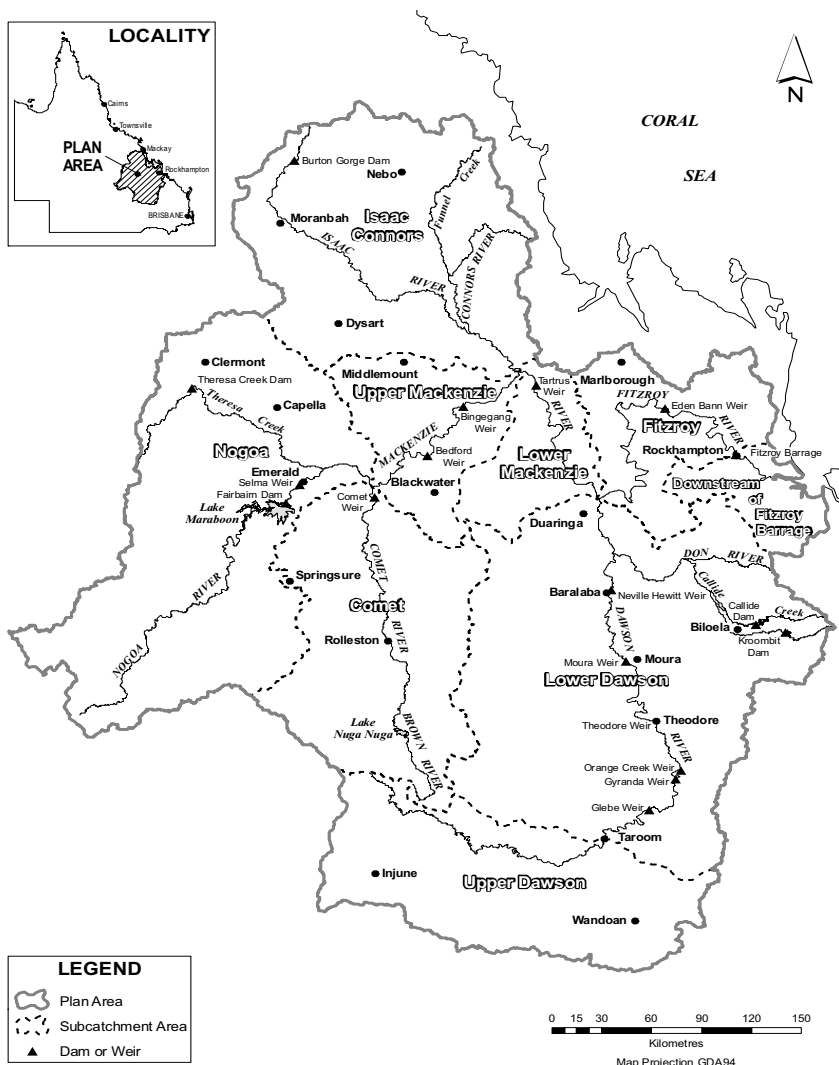 LOCALITY
Cairns
Townsville
PLAN
AREA
Mackay
Rockhampton
BRISBANE
N
CORAL
SEA
Burton Gorge Dam
Nebo
Funnel
Creek
Moranbah
Isaac
Connors
ISAAC
RIVER
CONNORS
RIVER
Dysart
Clermont
Theresa Creek Dam
Theresa
Creek
Capella
Middlemount
Upper Mackenzie
Bingegang
Weir
MACKENZIE
Bedford
Weir
Blackwater
Tartrus
Weir
RIVER
Lower
Mackenzie
Marlborough
FITZROY
Eden Bann Weir
Fitzroy
RIVER
Rockhampton
Fitzroy Barrage
Downstream
of
Fitzroy
Barrage
Nogoa
Emerald
Selma Weir
Fairbairn Dam
Lake
Maraboon
Comet
Weir
Duaringa
Springsure
COMET
RIVER
Comet
Rolleston
NOGOA
RIVER
Lake
Nuga Nuga
BROWN
RIVER
DON
RIVER
Baralaba
Neville Hewitt Weir
DAWSON
Callide
Creek
Callide
Dam
Biloela
Kroombit
Dam
Moura Weir
Moura
Lower Dawson
Theodore Weir
Theodore
RIVER
Orange Creek Weir
Gyranda Weir
Glebe Weir
Taroom
Injune
Upper Dawson
Wandoan
LEGEND
Plan Area
Subcatchment Area
Dam or Weir
0 15 30 60 90 120 150
Kilometres
Map Projection GDA94